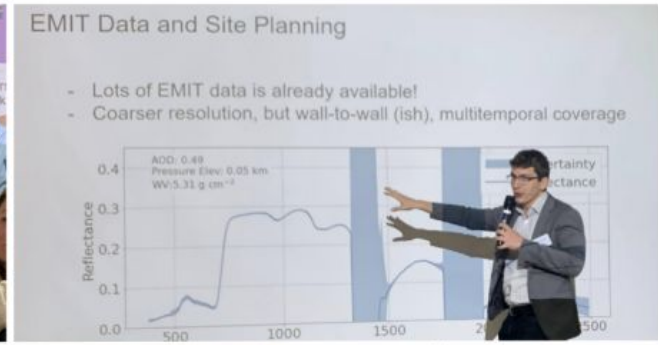 EMIT Data and Site Planning
- Lots of EMIT data is already available!
- Coarser resolution, but wall-to-wall (ish), multitemporal coverage
AOD: 0.49
Pressure Elev: 0.05 km
WV:5.31 g cm⁻²
ertainty
ectance
Reflectance
0.4
0.3
0.2
0.1
0.0
500 1000 1500 2 500